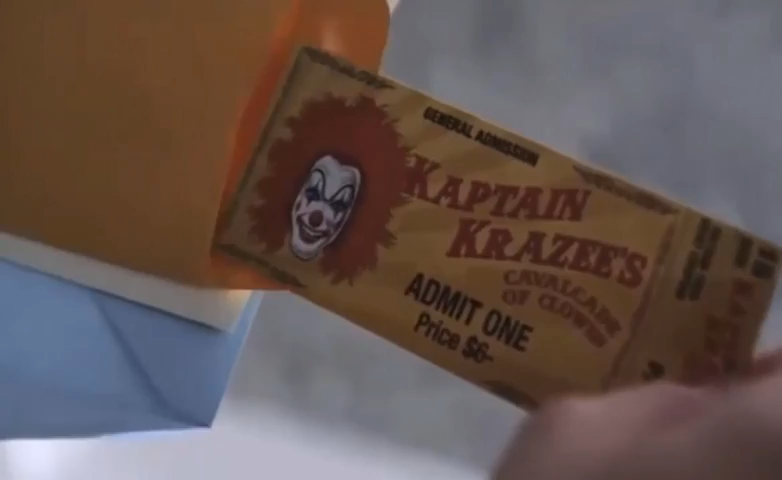 GENERAL ADMISSION
KAPTAIN
KRAZEE'S
CAVALCADE
OF CLOWNS
ADMIT ONE
Price $6-